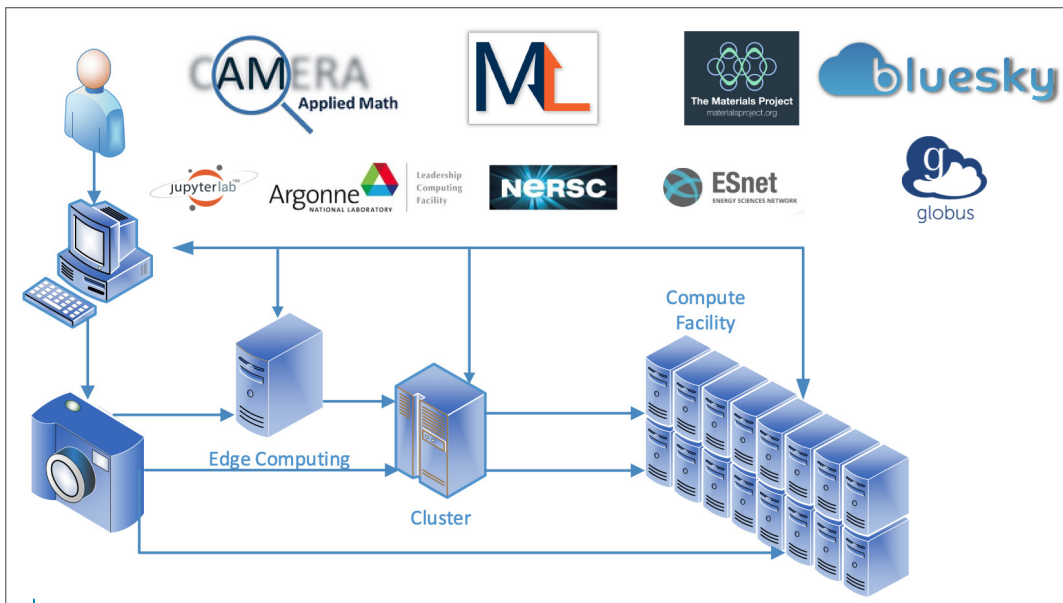 CAMERA
Applied Math
ML
The Materials Project
materialsproject.org
bluesky
jupyterlab™
Argonne
NATIONAL LABORATORY
Leadership
Computing
Facility
NERSC
ESnet
ENERGY SCIENCES NETWORK
g
globus
Compute
Facility
Edge Computing
Cluster